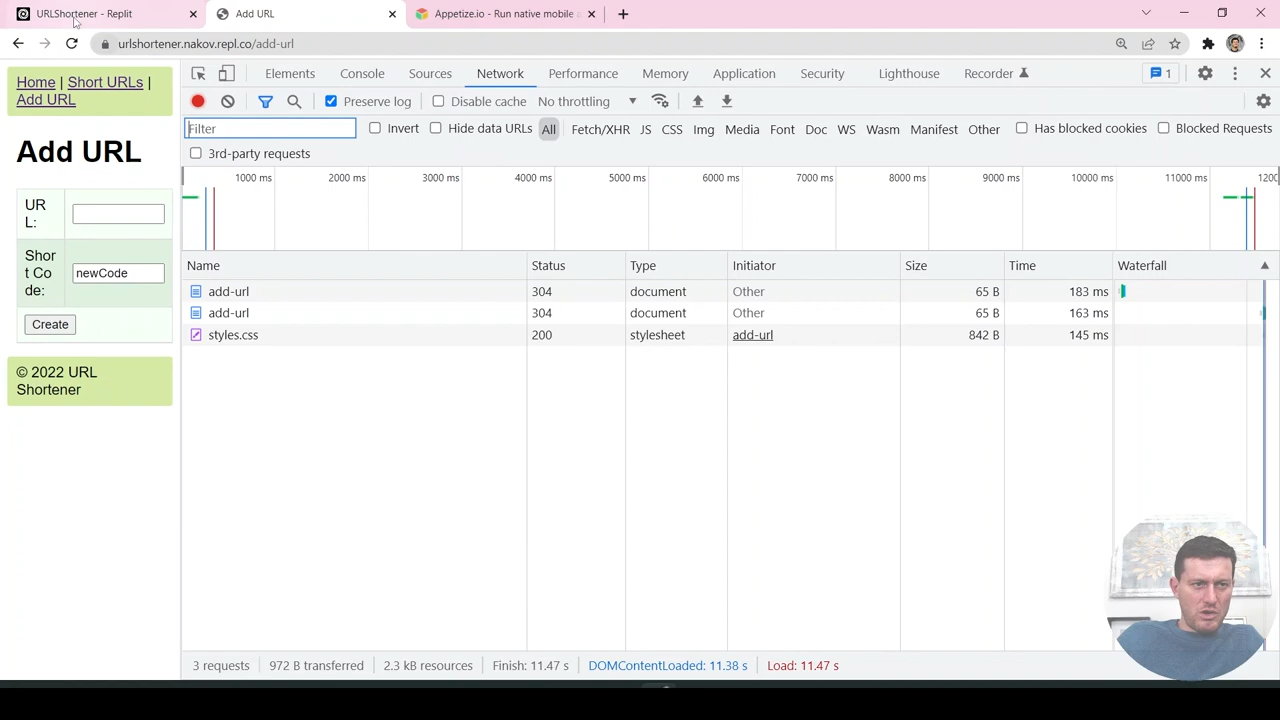 URLShortener - Replit
Add URL
Appetize.io - Run native mobile
urlshortener.nakov.repl.co/add-url
Home | Short URLs |
Add URL
Add URL
UR
L:
Shor
t Co
de:
newCode
Create
© 2022 URL
Shortener
Elements Console Sources Network Performance Memory Application Security Lighthouse Recorder 1
Preserve log Disable cache No throttling
Filter Invert Hide data URLs All Fetch/XHR JS CSS Img Media Font Doc WS Wasm Manifest Other Has blocked cookies Blocked Requests
3rd-party requests
1000 ms 2000 ms 3000 ms 4000 ms 5000 ms 6000 ms 7000 ms 8000 ms 9000 ms 10000 ms 11000 ms 1200
Name Status Type Initiator Size Time Waterfall
add-url 304 document Other 65 B 183 ms
add-url 304 document Other 65 B 163 ms
styles.css 200 stylesheet add-url 842 B 145 ms
3 requests 972 B transferred 2.3 kB resources Finish: 11.47 s DOMContentLoaded: 11.38 s Load: 11.47 s